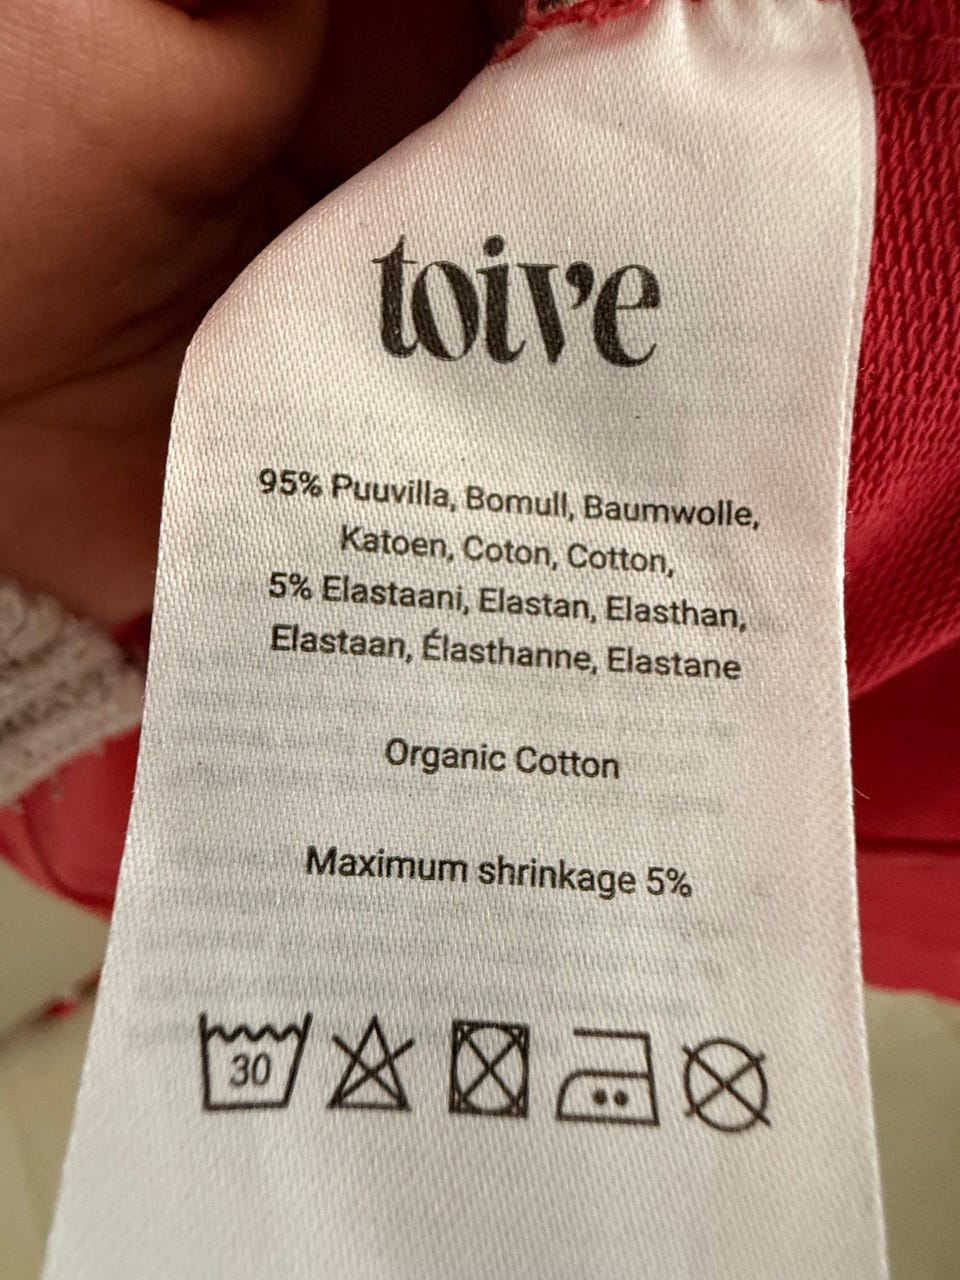 toive
95% Puuvilla, Bomull, Baumwolle,
Katoen, Coton, Cotton,
5% Elastaani, Elastan, Elasthan,
Elastaan, Élasthanne, Elastane
Organic Cotton
Maximum shrinkage 5%
30